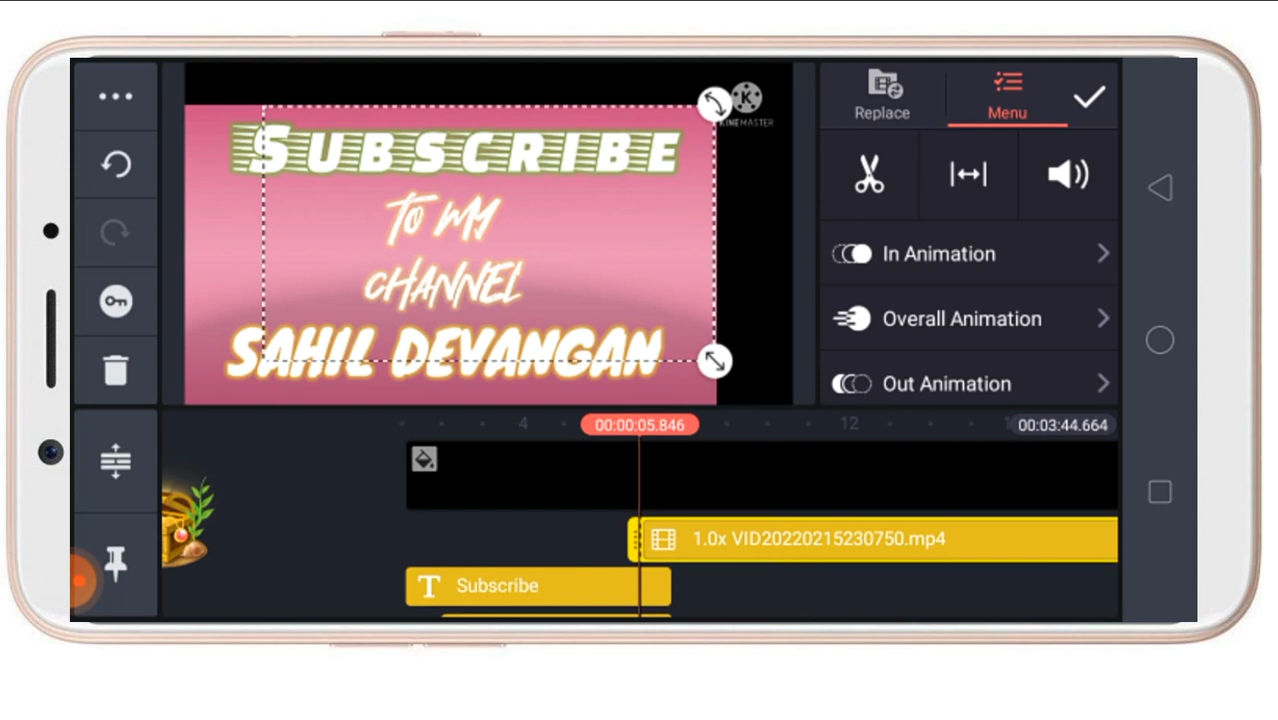 Replace
Menu
KINEMASTER
SUBSCRIBE
TO MY
CHANNEL
SAHIL DEVANGAN
In Animation
Overall Animation
Out Animation
4
00:00:05.846
12
00:03:44.664
1.0x VID20220215230750.mp4
T Subscribe